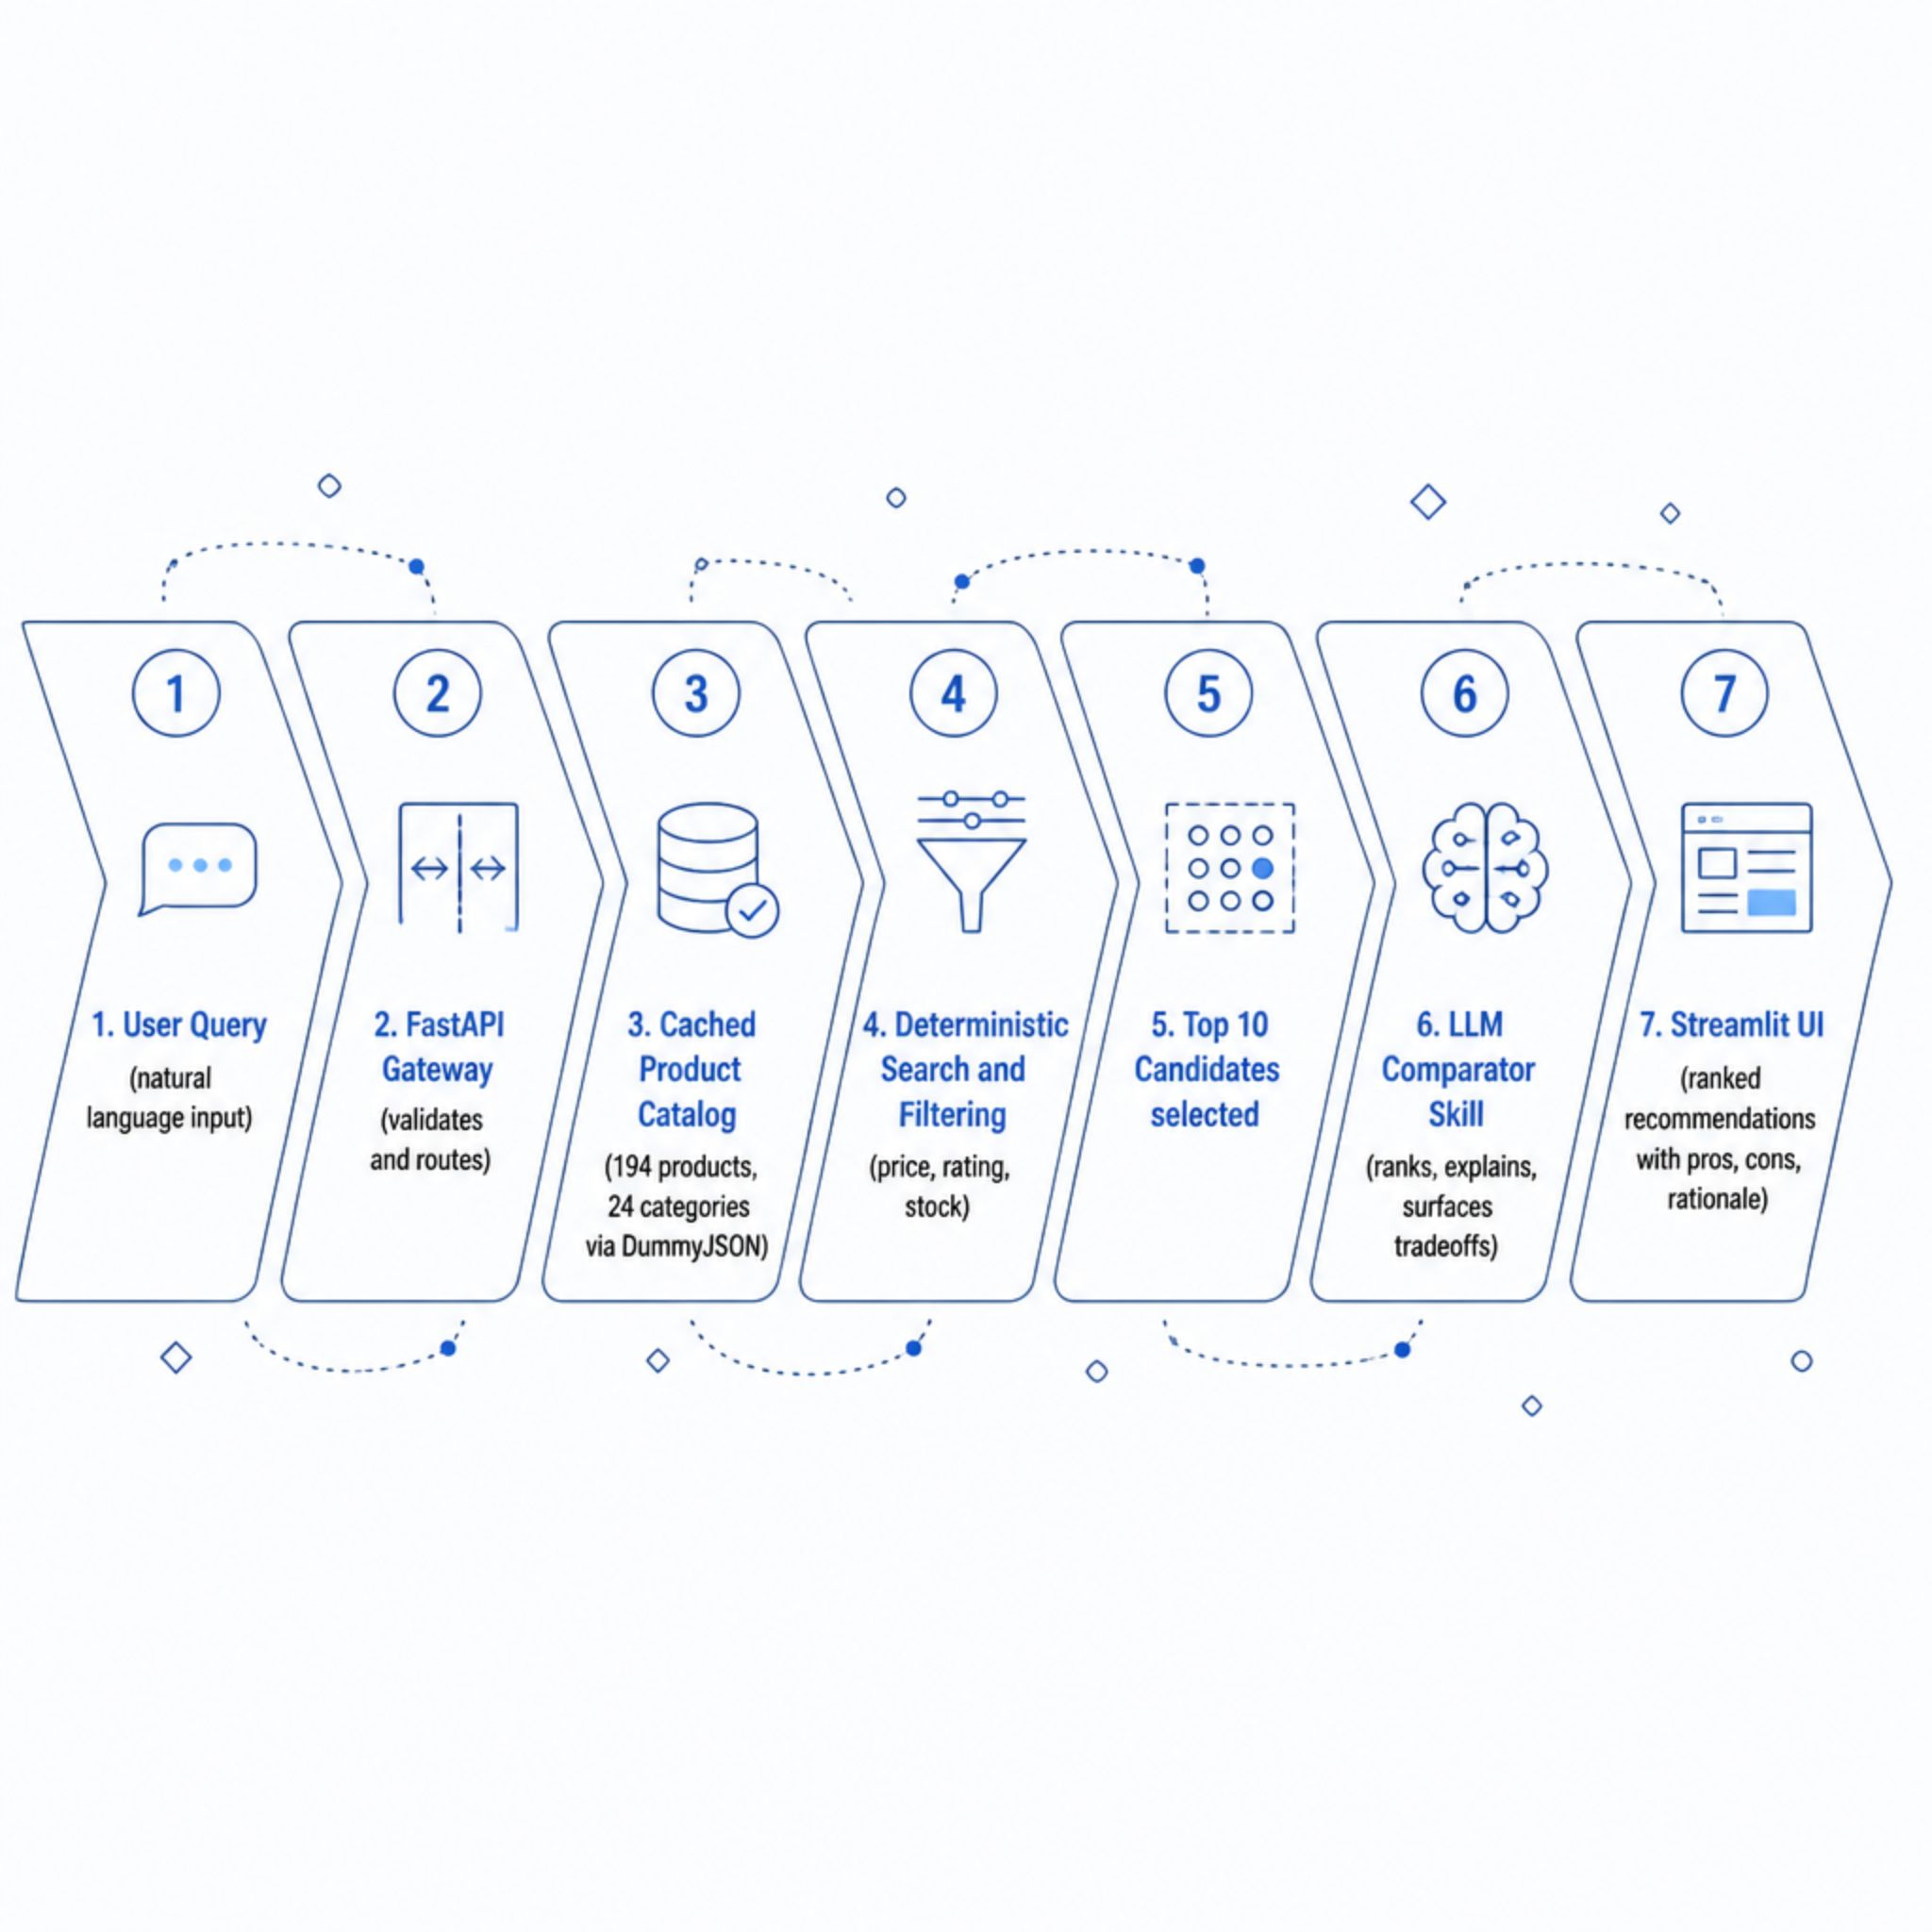 1
1. User Query
(natural
language input)
2
2. FastAPI
Gateway
(validates
and routes)
3
3. Cached
Product
Catalog
(194 products,
24 categories
via DummyJSON)
4
4. Deterministic
Search and
Filtering
(price, rating,
stock)
5
5. Top 10
Candidates
selected
6
6. LLM
Comparator
Skill
(ranks, explains,
surfaces
tradeoffs)
7
7. Streamlit UI
(ranked
recommendations
with pros, cons,
rationale)